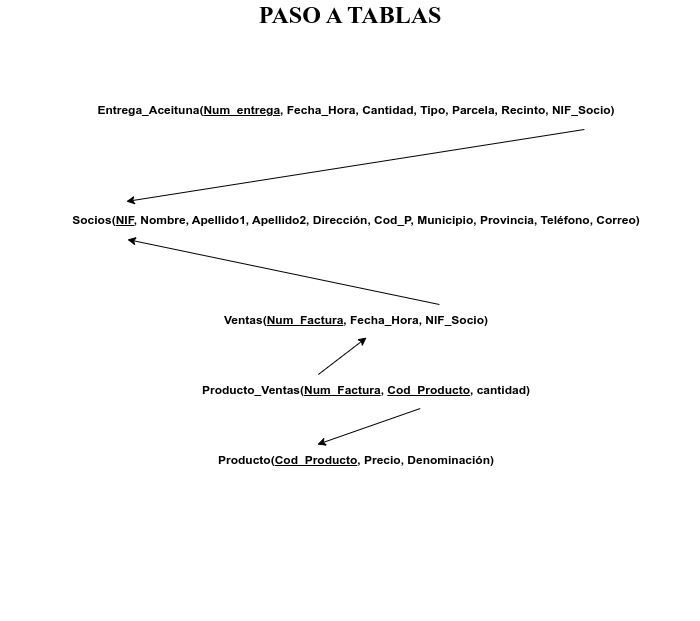 PASO A TABLAS
Entrega_Aceituna(Num_entrega, Fecha_Hora, Cantidad, Tipo, Parcela, Recinto, NIF_Socio)
Socios(NIF, Nombre, Apellido1, Apellido2, Dirección, Cod_P, Municipio, Provincia, Teléfono, Correo)
Ventas(Num_Factura, Fecha_Hora, NIF_Socio)
Producto_Ventas(Num_Factura, Cod_Producto, cantidad)
Producto(Cod_Producto, Precio, Denominación)